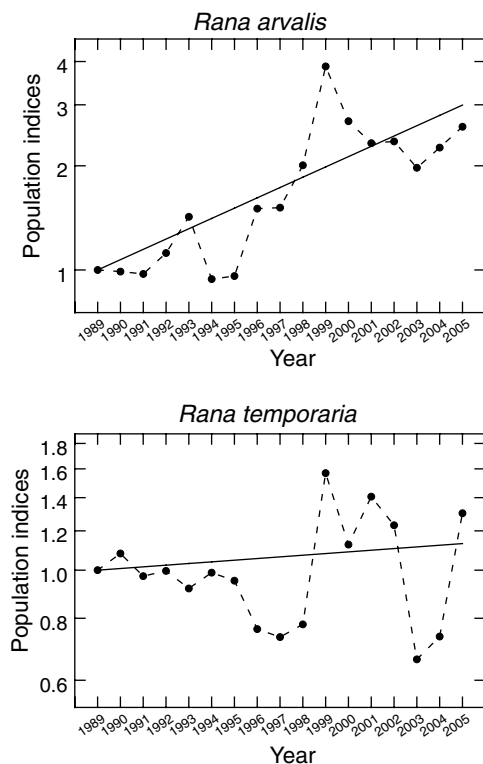 Rana arvalis
Population indices
4
3
2
1
1989 1990 1991 1992 1993 1994 1995 1996 1997 1998 1999 2000 2001 2002 2003 2004 2005
Year
Rana temporaria
Population indices
1.8
1.6
1.4
1.2
1.0
0.8
0.6
1989 1990 1991 1992 1993 1994 1995 1996 1997 1998 1999 2000 2001 2002 2003 2004 2005
Year